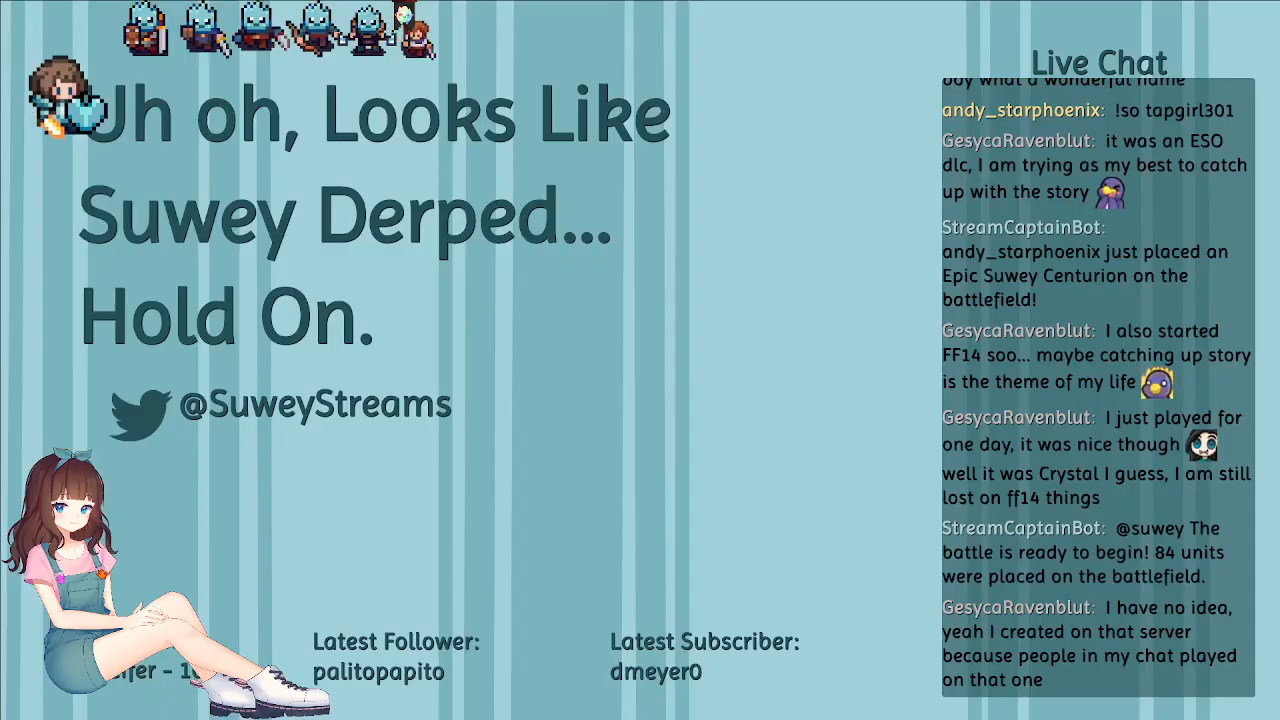 Uh oh, Looks Like
Suwey Derped...
Hold On.
@SuweyStreams
Latest Follower:
palitopapito
Latest Subscriber:
dmeyer0
Live Chat
boy what a wonderful name
andy_starphoenix: !so tapgirl301
GesycaRavenblut: it was an ESO
dlc, I am trying as my best to catch
up with the story
StreamCaptainBot:
andy_starphoenix just placed an
Epic Suwey Centurion on the
battlefield!
GesycaRavenblut: I also started
FF14 soo... maybe catching up story
is the theme of my life
GesycaRavenblut: I just played for
one day, it was nice though
well it was Crystal I guess, I am still
lost on ff14 things
StreamCaptainBot: @suwey The
battle is ready to begin! 84 units
were placed on the battlefield.
GesycaRavenblut: I have no idea,
yeah I created on that server
because people in my chat played
on that one